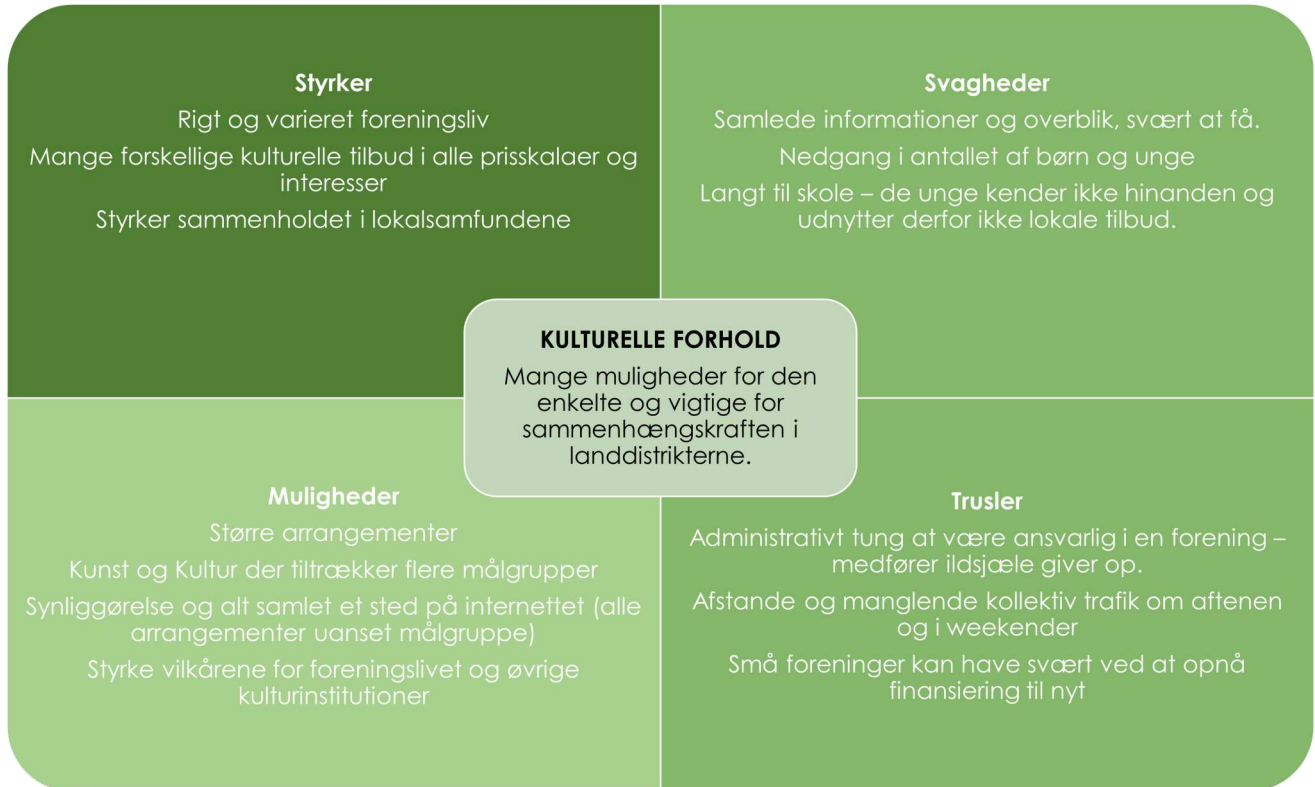 Styrker
Rigt og varieret foreningsliv
Mange forskellige kulturelle tilbud i alle prisskalaer og
interesser
Styrker sammenholdet i lokalsamfundene
Svagheder
Samlede informationer og overblik, svært at få.
Nedgang i antallet af børn og unge
Langt til skole – de unge kender ikke hinanden og
udnytter derfor ikke lokale tilbud.
KULTURELLE FORHOLD
Mange muligheder for den
enkelte og vigtige for
sammenhængskraften i
landdistrikterne.
Muligheder
Større arrangementer
Kunst og Kultur der tiltrækker flere målgrupper
Synliggørelse og alt samlet et sted på internettet (alle
arrangementer uanset målgruppe)
Styrke vilkårene for foreningslivet og øvrige
kulturinstitutioner
Trusler
Administrativt tung at være ansvarlig i en forening –
medfører ildsjæle giver op.
Afstande og manglende kollektiv trafik om aftenen
og i weekender
Små foreninger kan have svært ved at opnå
finansiering til nyt